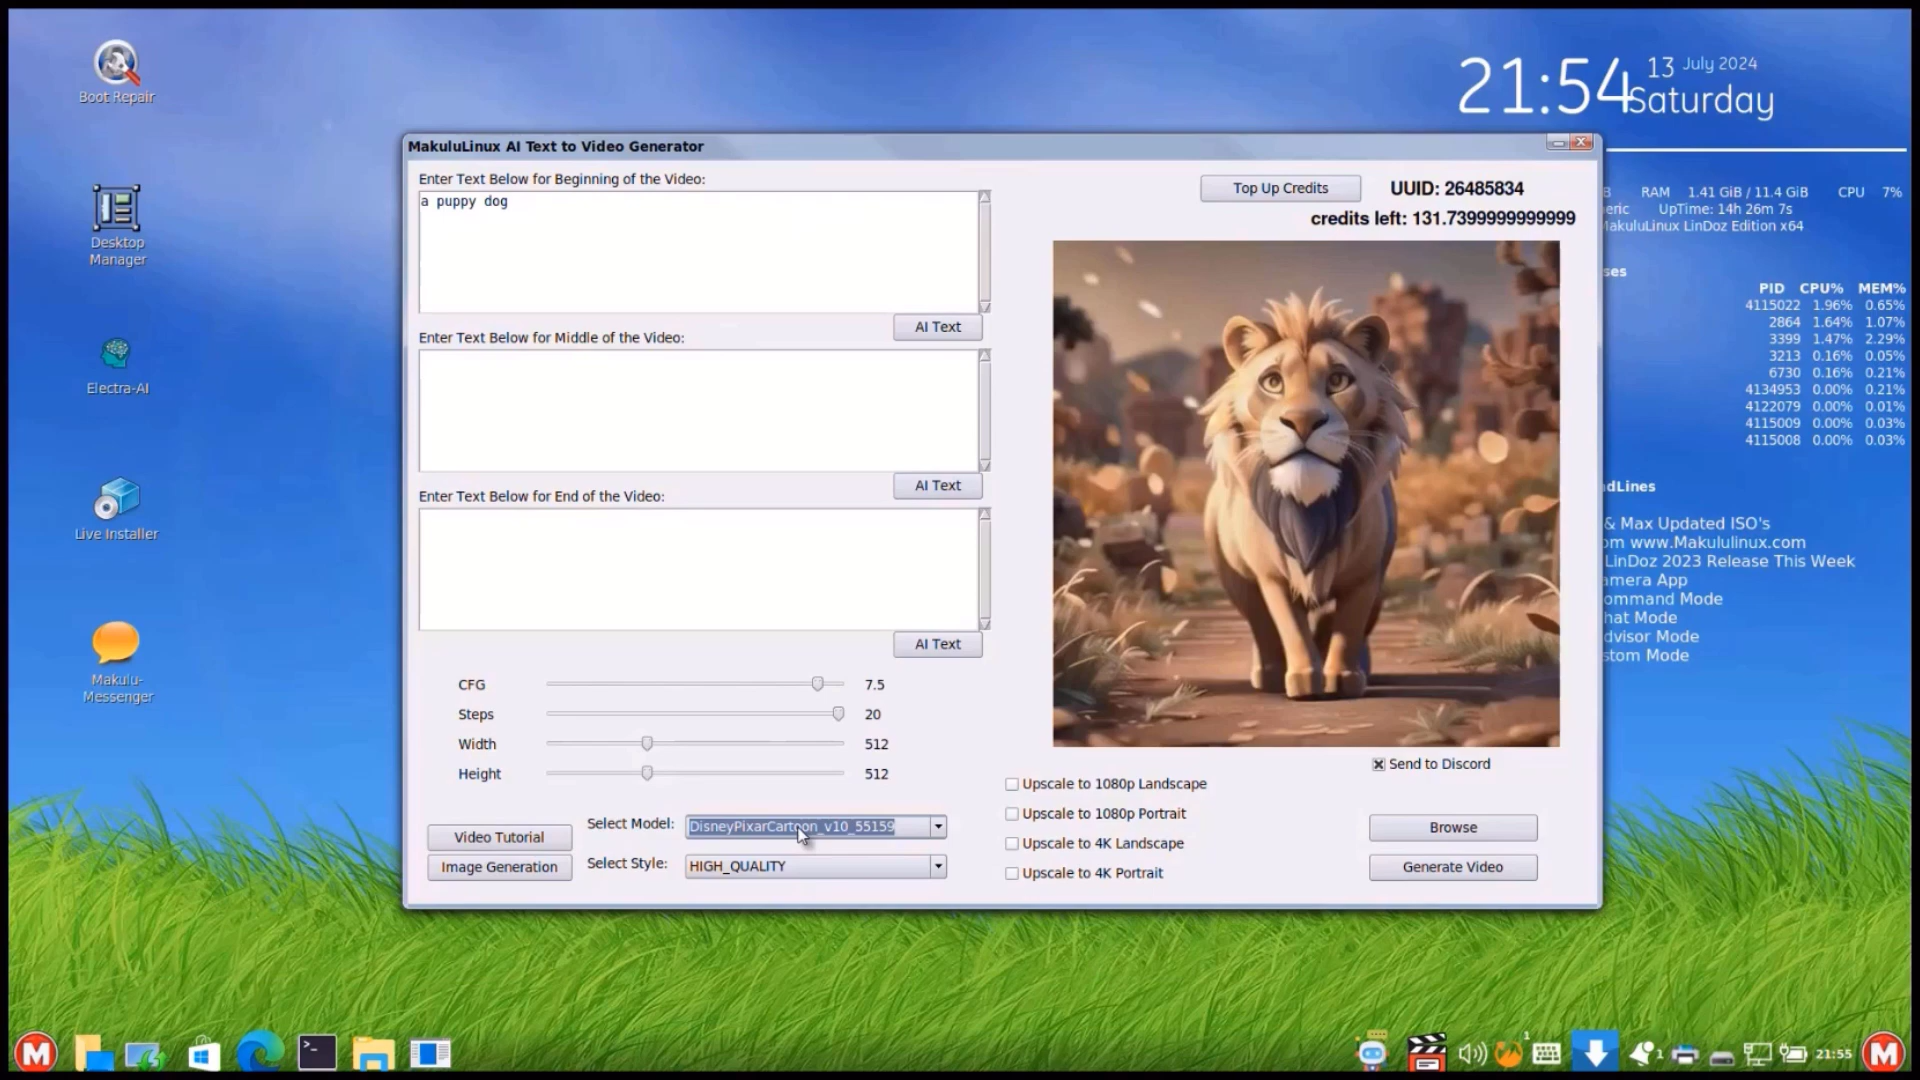 Boot Repair
Desktop
Manager
Electra-AI
Live Installer
Makulu-
Messenger
21:54
13 July 2024
Saturday
MakuluLinux AI Text to Video Generator
Enter Text Below for Beginning of the Video:
a puppy dog
AI Text
Enter Text Below for Middle of the Video:
AI Text
Enter Text Below for End of the Video:
AI Text
CFG 7.5
Steps 20
Width 512
Height 512
Video Tutorial
Image Generation
Select Model: DisneyPixarCartoon_v10_55159
Select Style: HIGH_QUALITY
Top Up Credits
UUID: 26485834
credits left: 131.7399999999999
Send to Discord
Upscale to 1080p Landscape
Upscale to 1080p Portrait
Upscale to 4K Landscape
Upscale to 4K Portrait
Browse
Generate Video
B RAM 1.41 GiB / 11.4 GiB CPU 7%
eric UpTime: 14h 26m 7s
MakuluLinux LinDoz Edition x64
ses
PID CPU% MEM%
4115022 1.96% 0.65%
2864 1.64% 1.07%
3399 1.47% 2.29%
3213 0.16% 0.05%
6730 0.16% 0.21%
4134953 0.00% 0.21%
4122079 0.00% 0.01%
4115009 0.00% 0.03%
4115008 0.00% 0.03%
dLines
& Max Updated ISO's
om www.Makululinux.com
LinDoz 2023 Release This Week
amera App
ommand Mode
hat Mode
dvisor Mode
stom Mode
M
>_
1
1
21:55
M